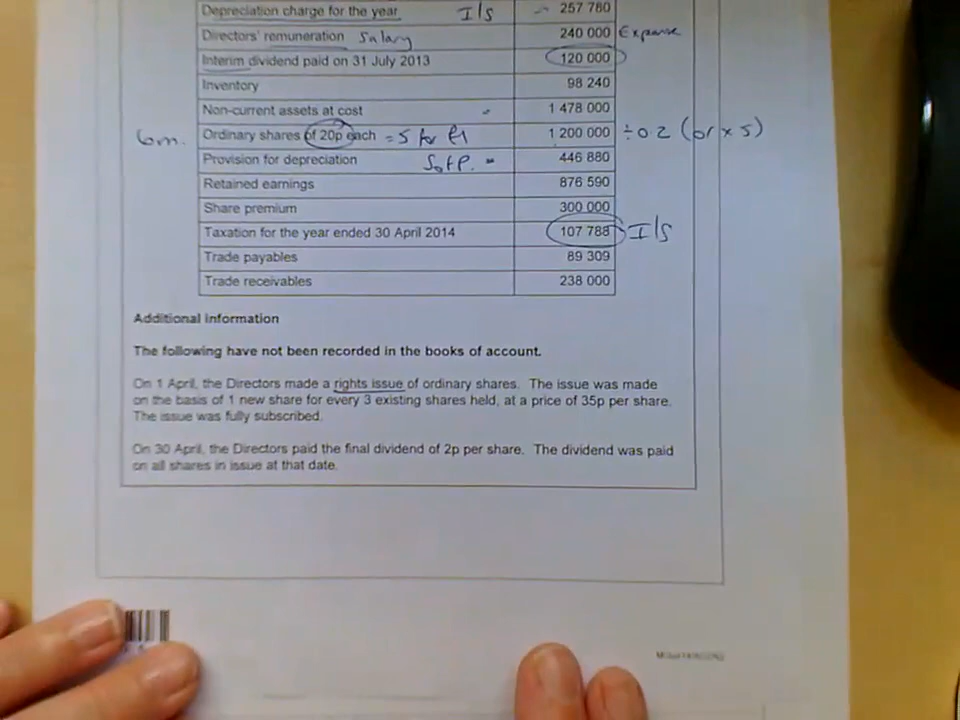 Depreciation charge for the year I/S 257 780
Directors' remuneration Salary 240 000 Expense
Interim dividend paid on 31 July 2013 120 000
Inventory 98 240
Non-current assets at cost 1 478 000
6m. Ordinary shares of 20p each = 5 for £1 1 200 000 ÷0.2 (or x 5)
Provision for depreciation SofP. 446 880
Retained earnings 876 590
Share premium 300 000
Taxation for the year ended 30 April 2014 107 788 I/S
Trade payables 89 309
Trade receivables 238 000
Additional information
The following have not been recorded in the books of account.
On 1 April, the Directors made a rights issue of ordinary shares. The issue was made
on the basis of 1 new share for every 3 existing shares held, at a price of 35p per share.
The issue was fully subscribed.
On 30 April, the Directors paid the final dividend of 2p per share. The dividend was paid
on all shares in issue at that date.